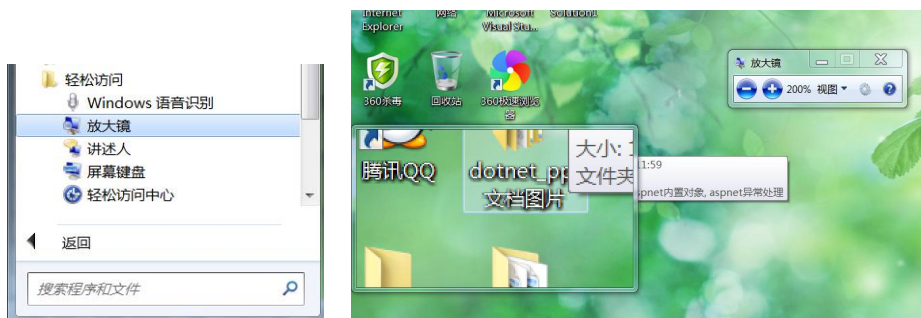 轻松访问
Windows 语音识别
放大镜
讲述人
屏幕键盘
轻松访问中心
返回
搜索程序和文件
Internet
Explorer
网络
Microsoft
Visual Stu...
Solution1
360杀毒
回收站
360极速浏览
器
放大镜
200% 视图
腾讯QQ
dotnet_pp
文档图片
大小: 1
文件夹
11:59
spnet内置对象, aspnet异常处理